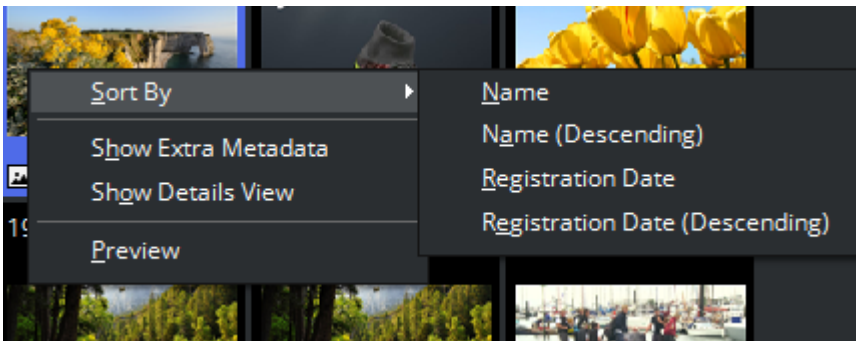 Sort By
Show Extra Metadata
Show Details View
Preview
Name
Name (Descending)
Registration Date
Registration Date (Descending)